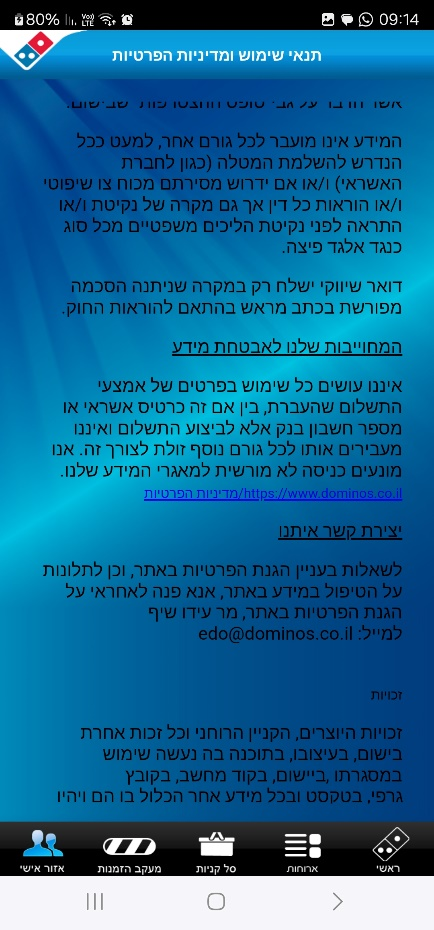 80%
Vo))
LTE
09:14
תנאי שימוש ומדיניות הפרטיות
המידע אינו מועבר לכל גורם אחר, למעט ככל
הנדרש להשלמת המטלה (כגון לחברת
האשראי) ו/או אם ידרוש מסירתם מכוח צו שיפוטי
ו/או הוראות כל דין אך גם מקרה של נקיטת ו/או
התראה לפני נקיטת הליכים משפטיים מכל סוג
כנגד אלגד פיצה.
דואר שיווקי ישלח רק במקרה שניתנה הסכמה
מפורשת בכתב מראש בהתאם להוראות החוק.
המחוייבות שלנו לאבטחת מידע
איננו עושים כל שימוש בפרטים של אמצעי
התשלום שהעברת, בין אם זה כרטיס אשראי או
מספר חשבון בנק אלא לביצוע התשלום ואיננו
מעבירים אותו לכל גורם נוסף זולת לצורך זה. אנו
מונעים כניסה לא מורשית למאגרי המידע שלנו.
https://www.dominos.co.il/מדיניות הפרטיות
יצירת קשר איתנו
לשאלות בעניין הגנת הפרטיות באתר, וכן לתלונות
על הטיפול במידע באתר, אנא פנה לאחראי על
הגנת הפרטיות באתר, מר עידו שיף
למייל: edo@dominos.co.il
זכויות
זכויות היוצרים, הקניין הרוחני וכל זכות אחרת
בישום, בעיצובו, בתוכנה בה נעשה שימוש
במסגרתו ,ביישום, בקוד מחשב, בקובץ
גרפי, בטקסט ובכל מידע אחר הכלול בו הם ויהיו
ראשי
ארוחות
סל קניות
מעקב הזמנות
אזור אישי